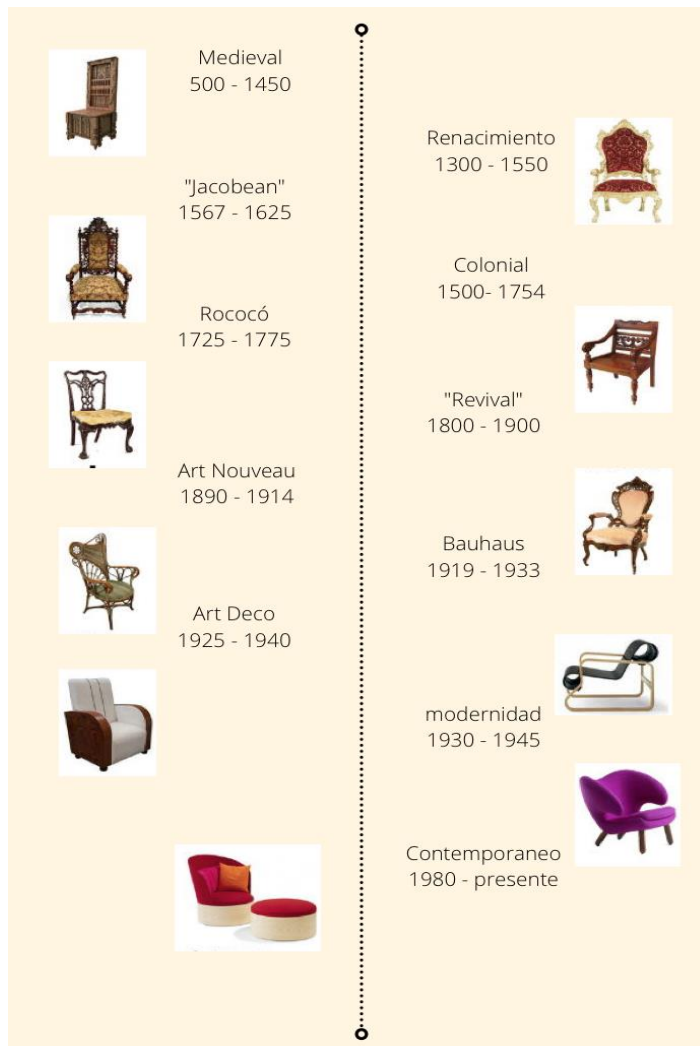 Medieval
500 - 1450
Renacimiento
1300 - 1550
"Jacobean"
1567 - 1625
Colonial
1500- 1754
Rococó
1725 - 1775
"Revival"
1800 - 1900
Art Nouveau
1890 - 1914
Bauhaus
1919 - 1933
Art Deco
1925 - 1940
modernidad
1930 - 1945
Contemporaneo
1980 - presente